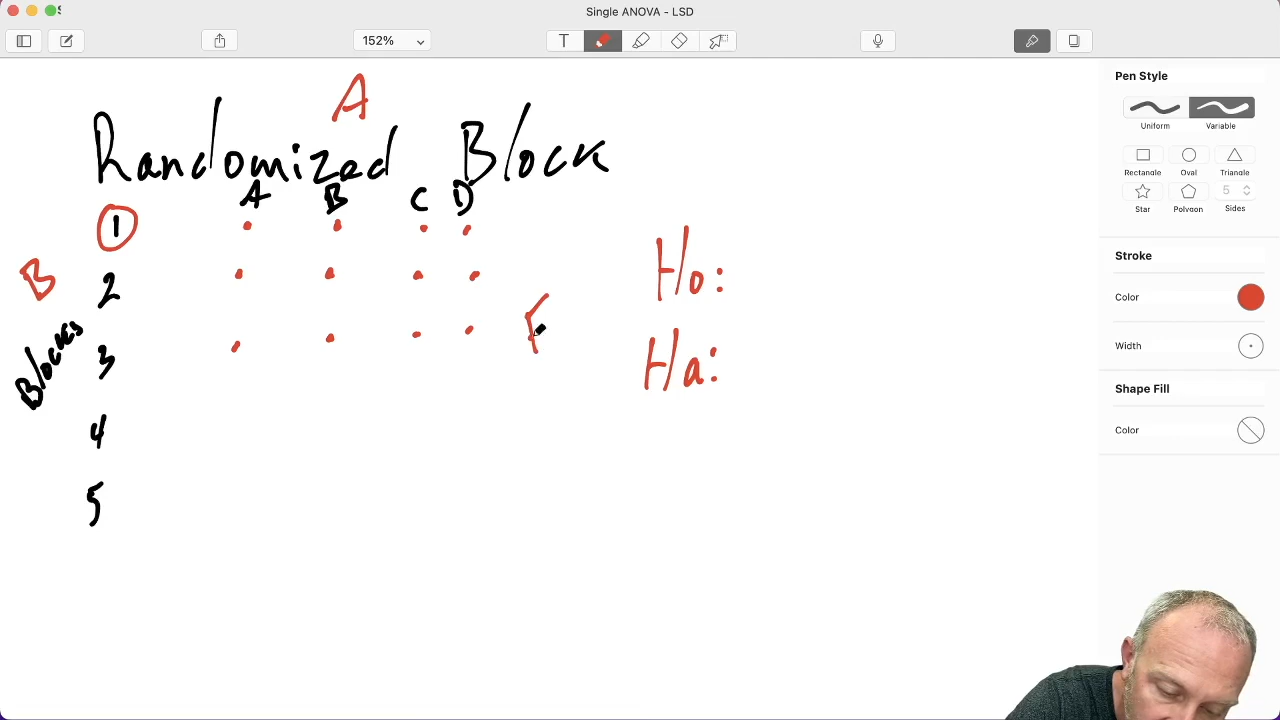 Single ANOVA - LSD
152%
T
Pen Style
Uniform Variable
Rectangle Oval Triangle
5
Star Polygon Sides
Stroke
Color
Width
Shape Fill
Color
A
Randomized Block
A B C D
1
B 2
Blocks 3
4
5
F
Ho:
Ha: